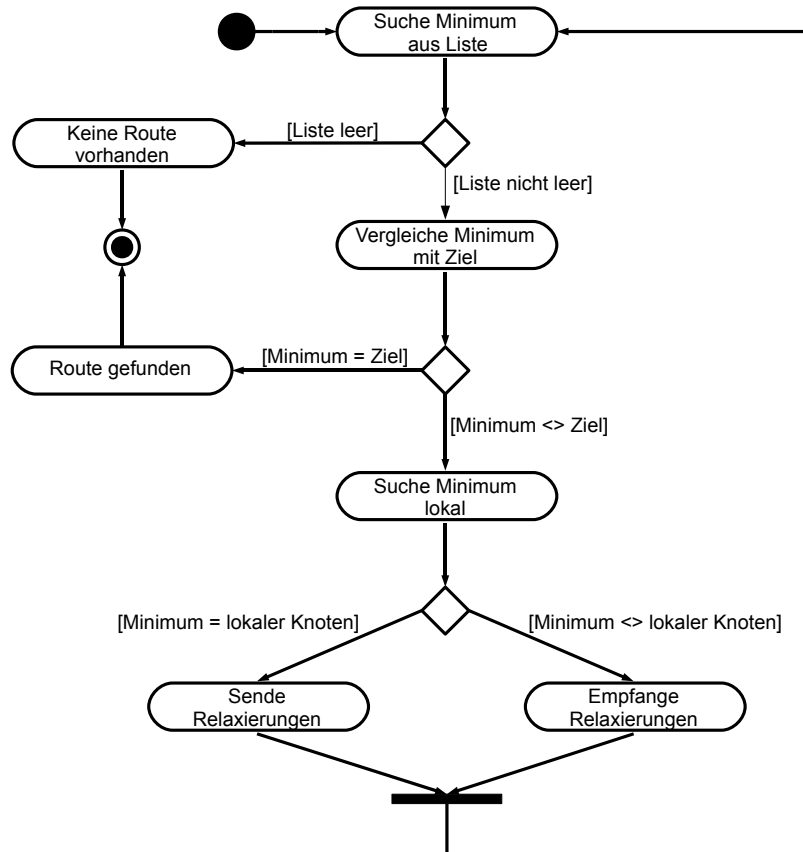 Suche Minimum
aus Liste
Keine Route
vorhanden
[Liste leer]
[Liste nicht leer]
Vergleiche Minimum
mit Ziel
Route gefunden
[Minimum = Ziel]
[Minimum <> Ziel]
Suche Minimum
lokal
[Minimum = lokaler Knoten]
[Minimum <> lokaler Knoten]
Sende
Relaxierungen
Empfange
Relaxierungen